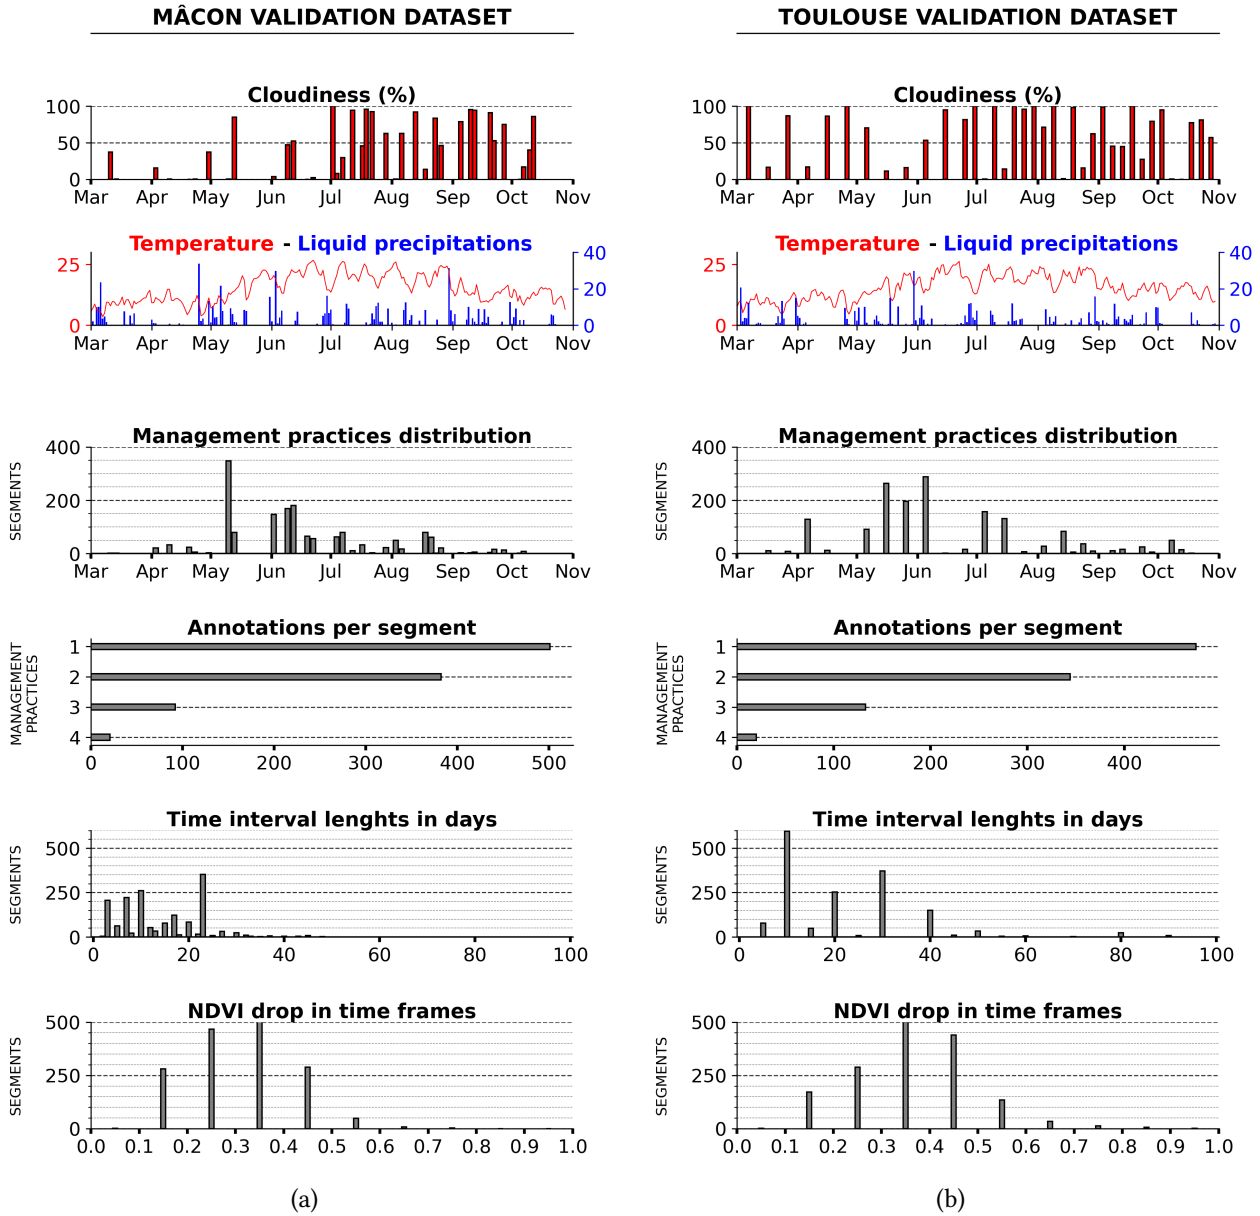 MÂCON VALIDATION DATASET
Cloudiness (%)
100
50
0
Mar Apr May Jun Jul Aug Sep Oct Nov
Temperature - Liquid precipitations
25
0
40
20
0
Mar Apr May Jun Jul Aug Sep Oct Nov
Management practices distribution
SEGMENTS
400
200
0
Mar Apr May Jun Jul Aug Sep Oct Nov
Annotations per segment
MANAGEMENT
PRACTICES
1
2
3
4
0 100 200 300 400 500
Time interval lenghts in days
SEGMENTS
500
250
0
0 20 40 60 80 100
NDVI drop in time frames
SEGMENTS
500
250
0
0.0 0.1 0.2 0.3 0.4 0.5 0.6 0.7 0.8 0.9 1.0
(a)
TOULOUSE VALIDATION DATASET
Cloudiness (%)
100
50
0
Mar Apr May Jun Jul Aug Sep Oct Nov
Temperature - Liquid precipitations
25
0
40
20
0
Mar Apr May Jun Jul Aug Sep Oct Nov
Management practices distribution
SEGMENTS
400
200
0
Mar Apr May Jun Jul Aug Sep Oct Nov
Annotations per segment
MANAGEMENT
PRACTICES
1
2
3
4
0 100 200 300 400
Time interval lenghts in days
SEGMENTS
500
250
0
0 20 40 60 80 100
NDVI drop in time frames
SEGMENTS
500
250
0
0.0 0.1 0.2 0.3 0.4 0.5 0.6 0.7 0.8 0.9 1.0
(b)